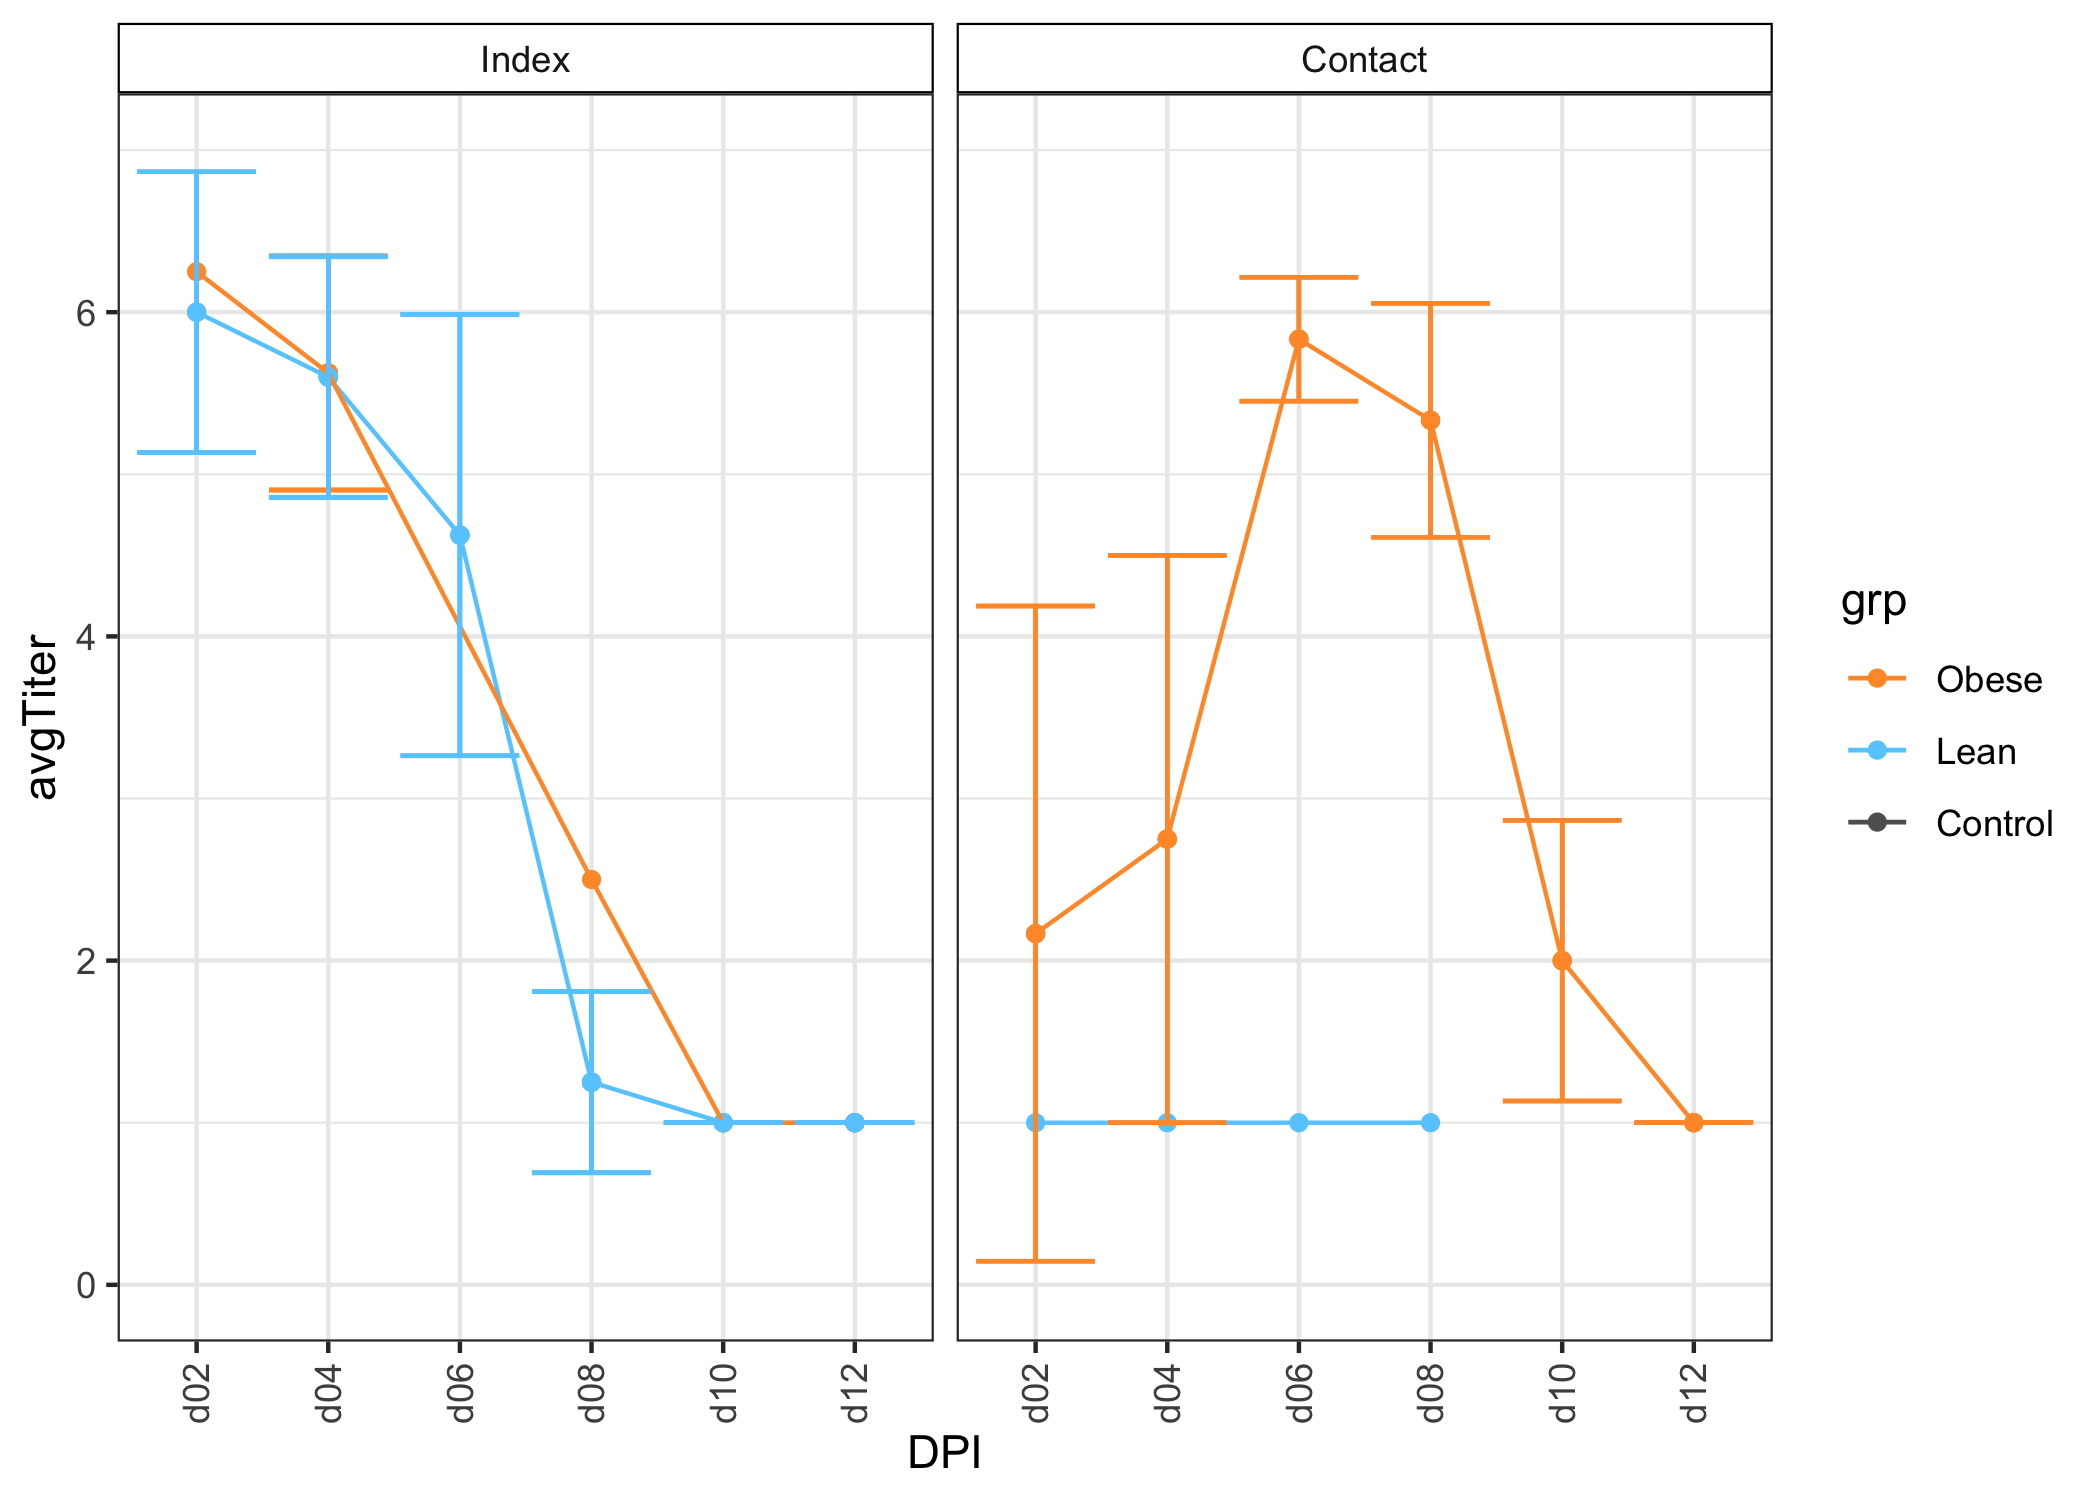 Index
Contact
avgTiter
6
4
2
0
d02
d04
d06
d08
d10
d12
d02
d04
d06
d08
d10
d12
DPI
grp
Obese
Lean
Control